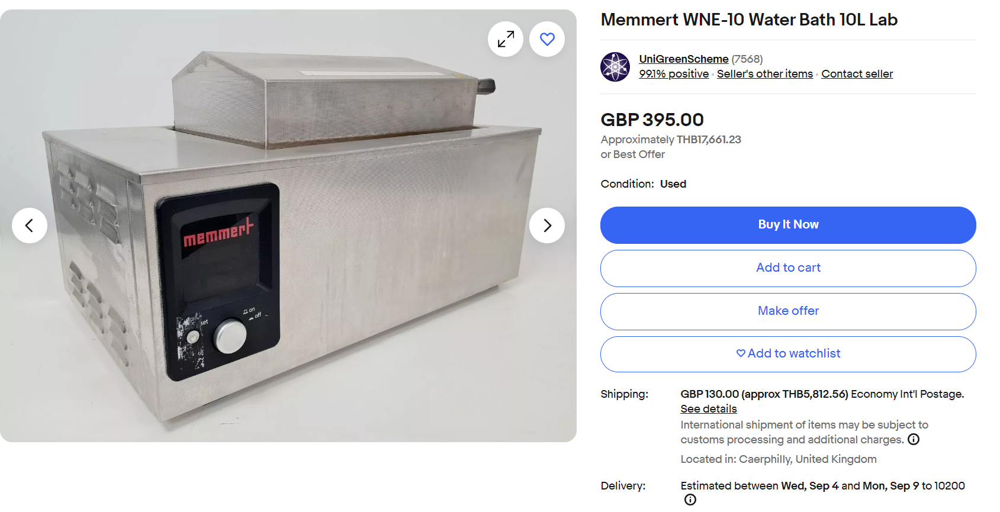 memmert
set
on
off
Memmert WNE-10 Water Bath 10L Lab
UniGreenScheme (7568)
99.1% positive · Seller's other items · Contact seller
GBP 395.00
Approximately THB17,661.23
or Best Offer
Condition: Used
Buy It Now
Add to cart
Make offer
Add to watchlist
Shipping: GBP 130.00 (approx THB5,812.56) Economy Int'l Postage.
See details
International shipment of items may be subject to
customs processing and additional charges.
Located in: Caerphilly, United Kingdom
Delivery: Estimated between Wed, Sep 4 and Mon, Sep 9 to 10200